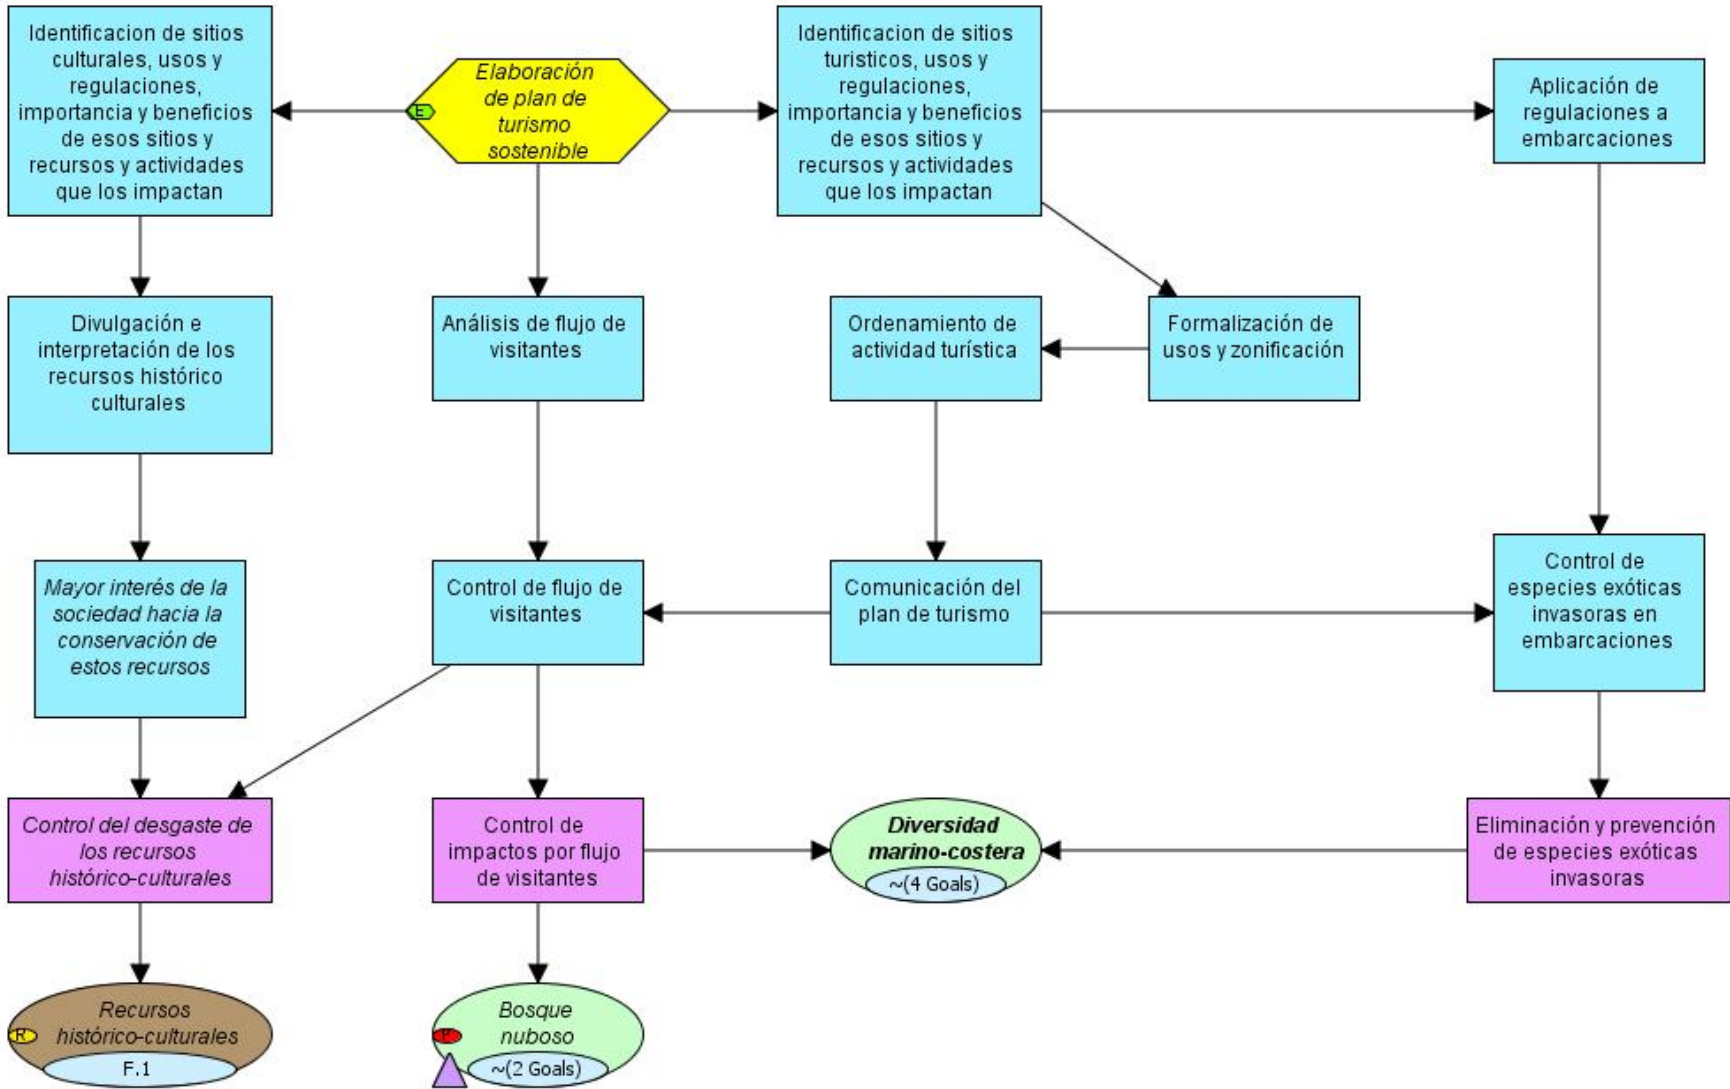 Identificacion de sitios
culturales, usos y
regulaciones,
importancia y beneficios
de esos sitios y
recursos y actividades
que los impactan
E
Elaboración
de plan de
turismo
sostenible
Identificacion de sitios
turisticos, usos y
regulaciones,
importancia y beneficios
de esos sitios y
recursos y actividades
que los impactan
Aplicación de
regulaciones a
embarcaciones
Divulgación e
interpretación de los
recursos histórico
culturales
Análisis de flujo de
visitantes
Ordenamiento de
actividad turística
Formalización de
usos y zonificación
Mayor interés de la
sociedad hacia la
conservación de
estos recursos
Control de flujo de
visitantes
Comunicación del
plan de turismo
Control de
especies exóticas
invasoras en
embarcaciones
Control del desgaste de
los recursos
histórico-culturales
Control de
impactos por flujo
de visitantes
Diversidad
marino-costera
~(4 Goals)
Eliminación y prevención
de especies exóticas
invasoras
Recursos
histórico-culturales
R
F.1
Bosque
nuboso
~(2 Goals)